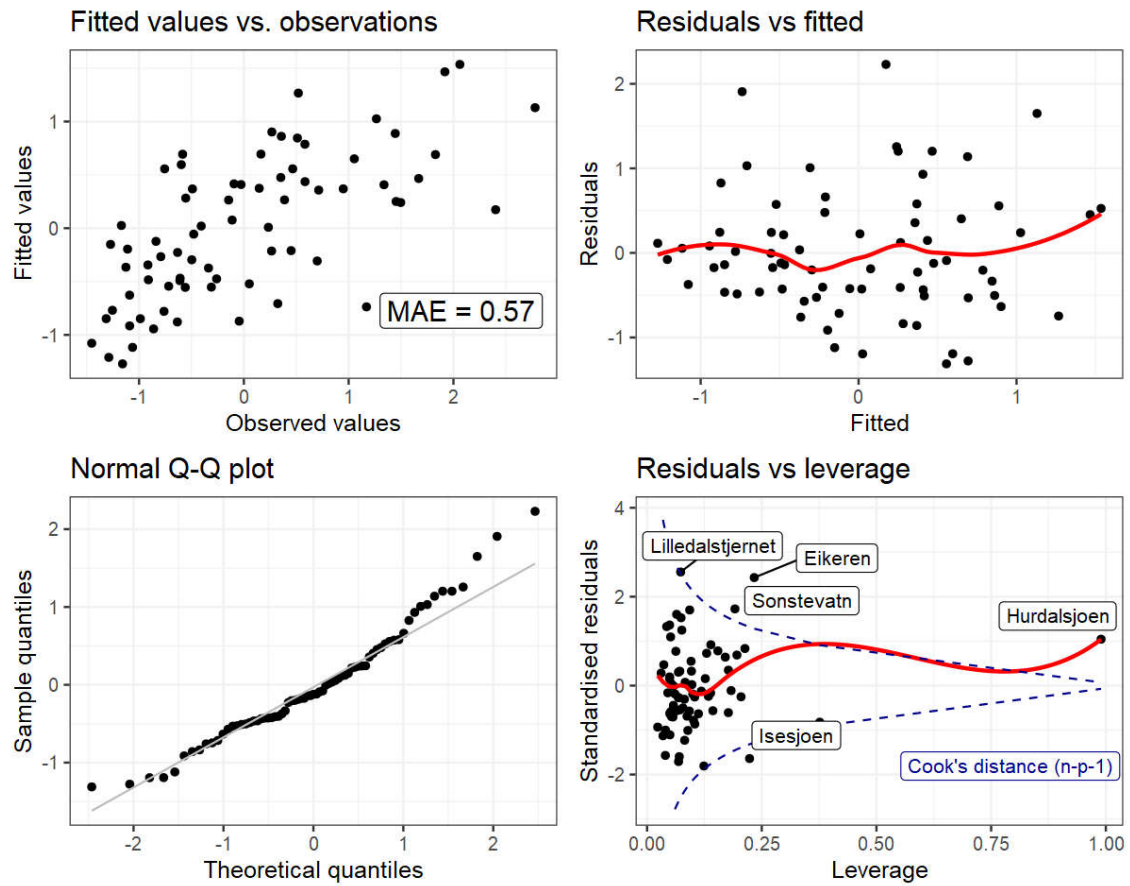 Fitted values vs. observations
Fitted values
1
0
-1
MAE = 0.57
-1
0
1
2
Observed values
Residuals vs fitted
Residuals
2
1
0
-1
-1
0
1
Fitted
Normal Q-Q plot
Sample quantiles
2
1
0
-1
-2
-1
0
1
2
Theoretical quantiles
Residuals vs leverage
Standardised residuals
4
2
0
-2
Lilledalstjernet
Eikeren
Sonstevatn
Hurdalsjoen
Isesjoen
Cook's distance (n-p-1)
0.00
0.25
0.50
0.75
1.00
Leverage